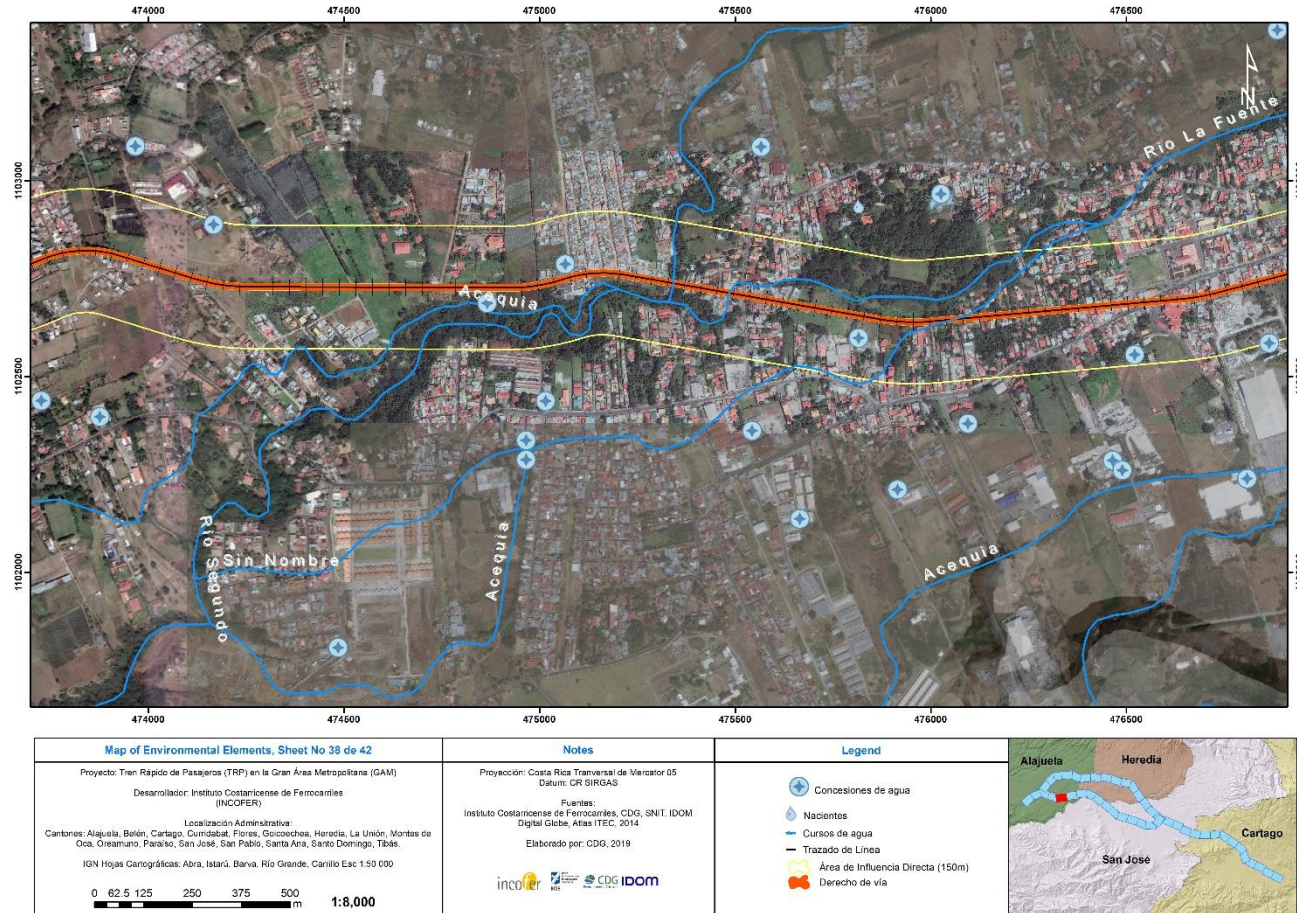 474000 474500 475000 475500 476000 476500
N
Río La Fuente
1103000
Acequia
1102500
Río Segundo
Sin Nombre
Acequia
Acequia
1102000
474000 474500 475000 475500 476000 476500
Map of Environmental Elements, Sheet No 38 de 42
Proyecto: Tren Rápido de Pasajeros (TRP) en la Gran Área Metropolitana (GAM)
Desarrollador: Instituto Costarricense de Ferrocarriles
(INCOFER)
Localización Adminsitrativa:
Cantones: Alajuela, Belén, Cartago, Curridabat, Flores, Goicoechea, Heredia, La Unión, Montes de
Oca, Oreamuno, Paraíso, San José, San Pablo, Santa Ana, Santo Domingo, Tibás.
IGN Hojas Cartográficas: Abra, Istarú, Barva, Río Grande, Carrillo Esc 1:50 000
0 62.5 125 250 375 500
m
1:8,000
Notes
Proyección: Costa Rica Tranversal de Mercator 05
Datum: CR SIRGAS
Fuentes:
Instituto Costarricense de Ferrocarriles, CDG, SNIT, IDOM
Digital Globe, Atlas ITEC, 2014
Elaborado por: CDG, 2019
incofer
CDG
IDOM
Legend
Concesiones de agua
Nacientes
Cursos de agua
Trazado de Línea
Área de Influencia Directa (150m)
Derecho de vía
Alajuela
Heredia
San José
Cartago